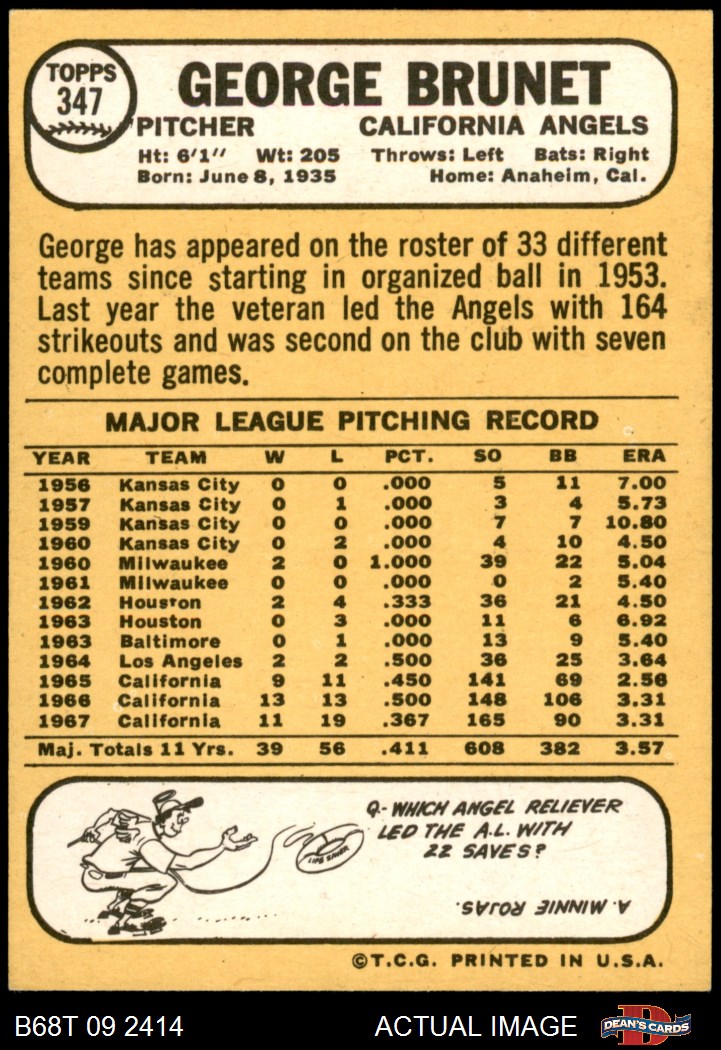 TOPPS
347
GEORGE BRUNET
PITCHER CALIFORNIA ANGELS
Ht: 6'1" Wt: 205 Throws: Left Bats: Right
Born: June 8, 1935 Home: Anaheim, Cal.
George has appeared on the roster of 33 different
teams since starting in organized ball in 1953.
Last year the veteran led the Angels with 164
strikeouts and was second on the club with seven
complete games.
MAJOR LEAGUE PITCHING RECORD
YEAR TEAM W L PCT. SO BB ERA
1956 Kansas City 0 0 .000 5 11 7.00
1957 Kansas City 0 1 .000 3 4 5.73
1959 Kansas City 0 0 .000 7 7 10.80
1960 Kansas City 0 2 .000 4 10 4.50
1960 Milwaukee 2 0 1.000 39 22 5.04
1961 Milwaukee 0 0 .000 0 2 5.40
1962 Houston 2 4 .333 36 21 4.50
1963 Houston 0 3 .000 11 6 6.92
1963 Baltimore 0 1 .000 13 9 5.40
1964 Los Angeles 2 2 .500 36 25 3.64
1965 California 9 11 .450 141 69 2.56
1966 California 13 13 .500 148 106 3.31
1967 California 11 19 .367 165 90 3.31
Maj. Totals 11 Yrs. 39 56 .411 608 382 3.57
Q- WHICH ANGEL RELIEVER
LED THE A.L. WITH
22 SAVES?
LIFE SAVER
A. MINNIE ROJAS.
©T.C.G. PRINTED IN U.S.A.
B68T 09 2414 ACTUAL IMAGE
D
DEAN'S CARDS